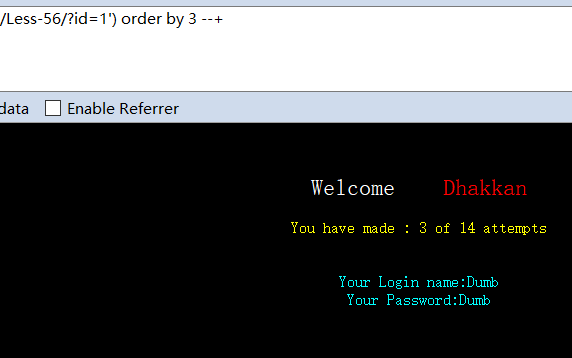 /Less-56/?id=1') order by 3 --+
data Enable Referrer
Welcome Dhakkan
You have made : 3 of 14 attempts
Your Login name:Dumb
Your Password:Dumb